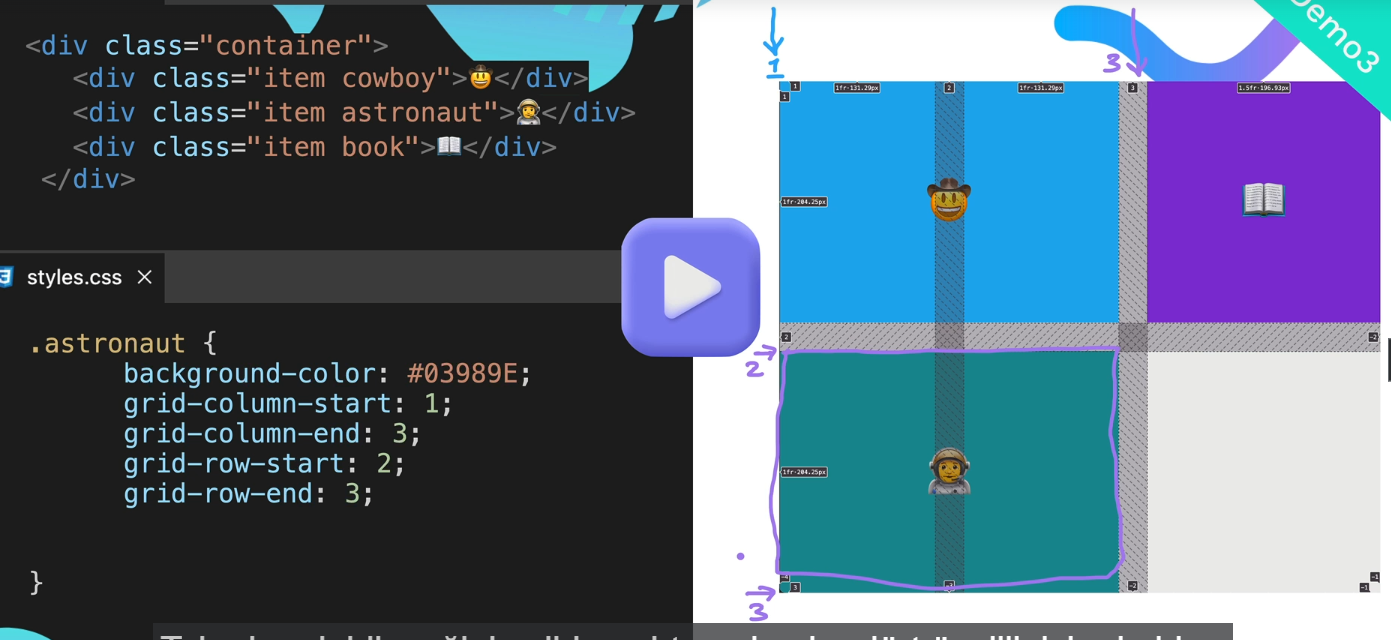 <div class="container">
<div class="item cowboy">🤠</div>
<div class="item astronaut">👩‍🚀</div>
<div class="item book">📖</div>
</div>
styles.css
.astronaut {
background-color: #03989E;
grid-column-start: 1;
grid-column-end: 3;
grid-row-start: 2;
grid-row-end: 3;
}
Demo3
1
3
1
1fr·131.29px
2
1fr·131.29px
3
1.5fr·196.93px
1
1fr·204.25px
2
-2
2
1fr·204.25px
3
-2
-1
-1
3